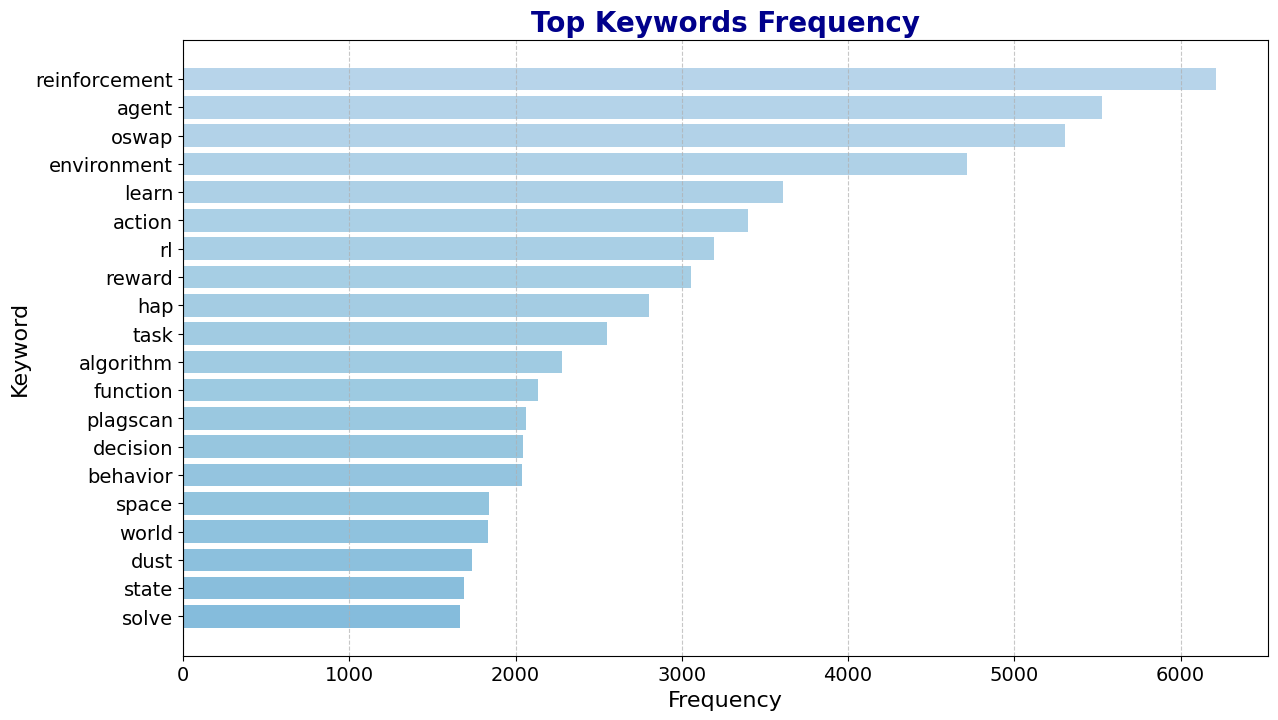 Top Keywords Frequency
Keyword
reinforcement
agent
oswap
environment
learn
action
rl
reward
hap
task
algorithm
function
plagscan
decision
behavior
space
world
dust
state
solve
0 1000 2000 3000 4000 5000 6000
Frequency